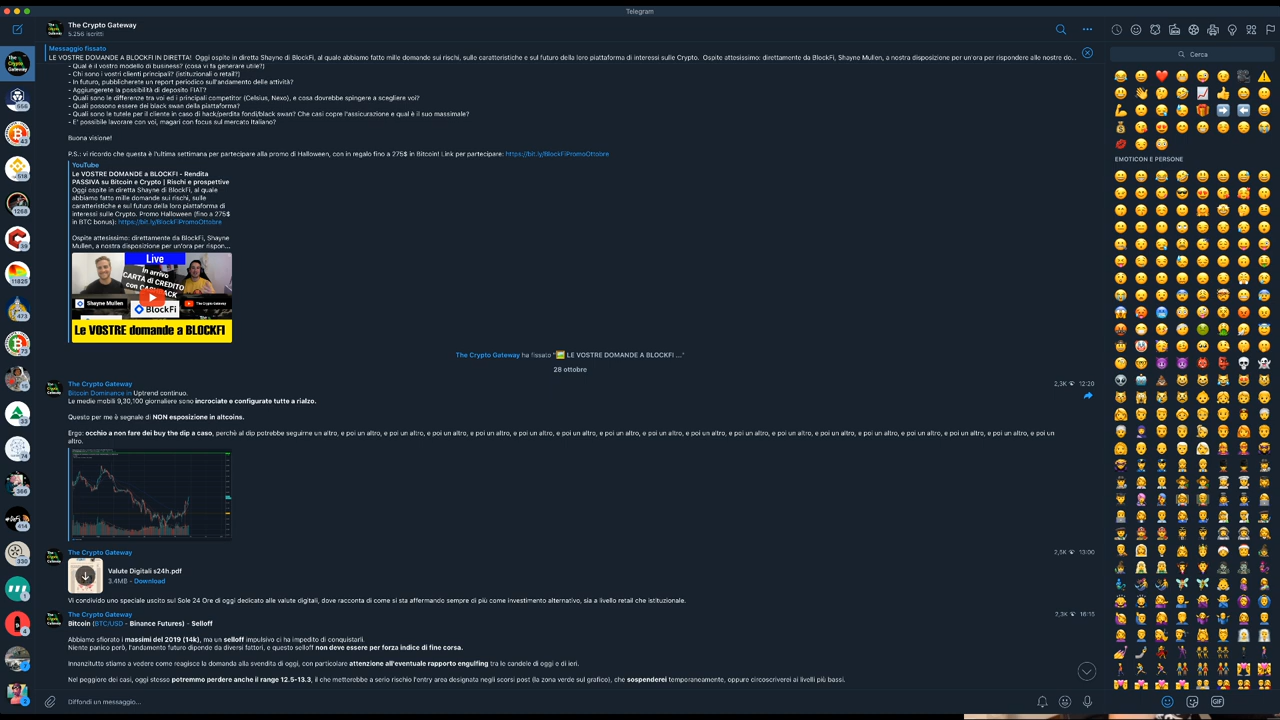 Telegram
The Crypto Gateway
5.256 iscritti
Cerca
Messaggio fissato
LE VOSTRE DOMANDE A BLOCKFI IN DIRETTA! Oggi ospite in diretta Shayne di BlockFi, al quale abbiamo fatto mille domande sui rischi, sulle caratteristiche e sul futuro della loro piattaforma di interessi sulle Crypto. Ospite attesissimo: direttamente da BlockFi, Shayne Mullen, a nostra disposizione per un'ora per rispondere alle nostre do...
- Qual è il vostro modello di business? (cosa vi fa generare utile?)
- Chi sono i vostri clienti principali? (istituzionali o retail?)
- In futuro, pubblicherete un report periodico sull'andamento delle attività?
- Aggiungerete la possibilità di deposito FIAT?
- Quali sono le differenze tra voi ed i principali competitor (Celsius, Nexo), e cosa dovrebbe spingere a scegliere voi?
- Quali possono essere dei black swan della piattaforma?
- Quali sono le tutele per il cliente in caso di hack/perdita fondi/black swan? Che casi copre l'assicurazione e qual è il suo massimale?
- E' possibile lavorare con voi, magari con focus sul mercato Italiano?
Buona visione!
P.S.: vi ricordo che questa è l'ultima settimana per partecipare alla promo di Halloween, con in regalo fino a 275$ in Bitcoin! Link per partecipare: https://bit.ly/BlockFiPromoOttobre
YouTube
Le VOSTRE DOMANDE a BLOCKFI - Rendita
PASSIVA su Bitcoin e Crypto | Rischi e prospettive
Oggi ospite in diretta Shayne di BlockFi, al quale
abbiamo fatto mille domande sui rischi, sulle
caratteristiche e sul futuro della loro piattaforma di
interessi sulle Crypto. Promo Halloween (fino a 275$
in BTC bonus): https://bit.ly/BlockFiPromoOttobre
Ospite attesissimo: direttamente da BlockFi, Shayne
Mullen, a nostra disposizione per un'ora per rispon...
Live
In arrivo
CARTA di CREDITO
con CASHBACK
Shayne Mullen
The Crypto Gateway
BlockFi
Le VOSTRE domande a BLOCKFI
The Crypto Gateway ha fissato " LE VOSTRE DOMANDE A BLOCKFI ..."
28 ottobre
The Crypto Gateway
2,3K 12:20
Bitcoin Dominance in Uptrend continuo.
Le medie mobili 9,30,100 giornaliere sono incrociate e configurate tutte a rialzo.
Questo per me è segnale di NON esposizione in altcoins.
Ergo: occhio a non fare dei buy the dip a caso, perchè al dip potrebbe seguirne un altro, e poi un altro, e poi un altro, e poi un altro, e poi un altro, e poi un altro, e poi un altro, e poi un altro, e poi un altro, e poi un altro, e poi un altro, e poi un altro, e poi un altro, e poi un altro, e poi un
altro.
The Crypto Gateway
2,5K 13:00
Valute Digitali s24h.pdf
3.4MB - Download
Vi condivido uno speciale uscito sul Sole 24 Ore di oggi dedicato alle valute digitali, dove racconta di come si sta affermando sempre di più come investimento alternativo, sia a livello retail che istituzionale.
The Crypto Gateway
2,3K 16:15
Bitcoin (BTC/USD - Binance Futures) - Selloff
Abbiamo sfiorato i massimi del 2019 (14k), ma un selloff impulsivo ci ha impedito di conquistarli.
Niente panico però, l'andamento futuro dipende da diversi fattori, e questo selloff non deve essere per forza indice di fine corsa.
Innanzitutto stiamo a vedere come reagisce la domanda alla svendita di oggi, con particolare attenzione all'eventuale rapporto engulfing tra le candele di oggi e di ieri.
Nel peggiore dei casi, oggi stesso potremmo perdere anche il range 12.5-13.3, il che metterebbe a serio rischio l'entry area designata negli scorsi post (la zona verde sul grafico), che sospenderei temporaneamente, oppure circoscriverei ai livelli più bassi.
Diffondi un messaggio...
GIF
EMOTICON E PERSONE
556
43
518
1268
39
11825
473
73
330
414
366